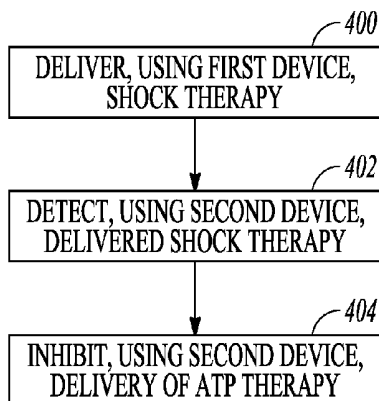 400
DELIVER, USING FIRST DEVICE,
SHOCK THERAPY
402
DETECT, USING SECOND DEVICE,
DELIVERED SHOCK THERAPY
404
INHIBIT, USING SECOND DEVICE,
DELIVERY OF ATP THERAPY